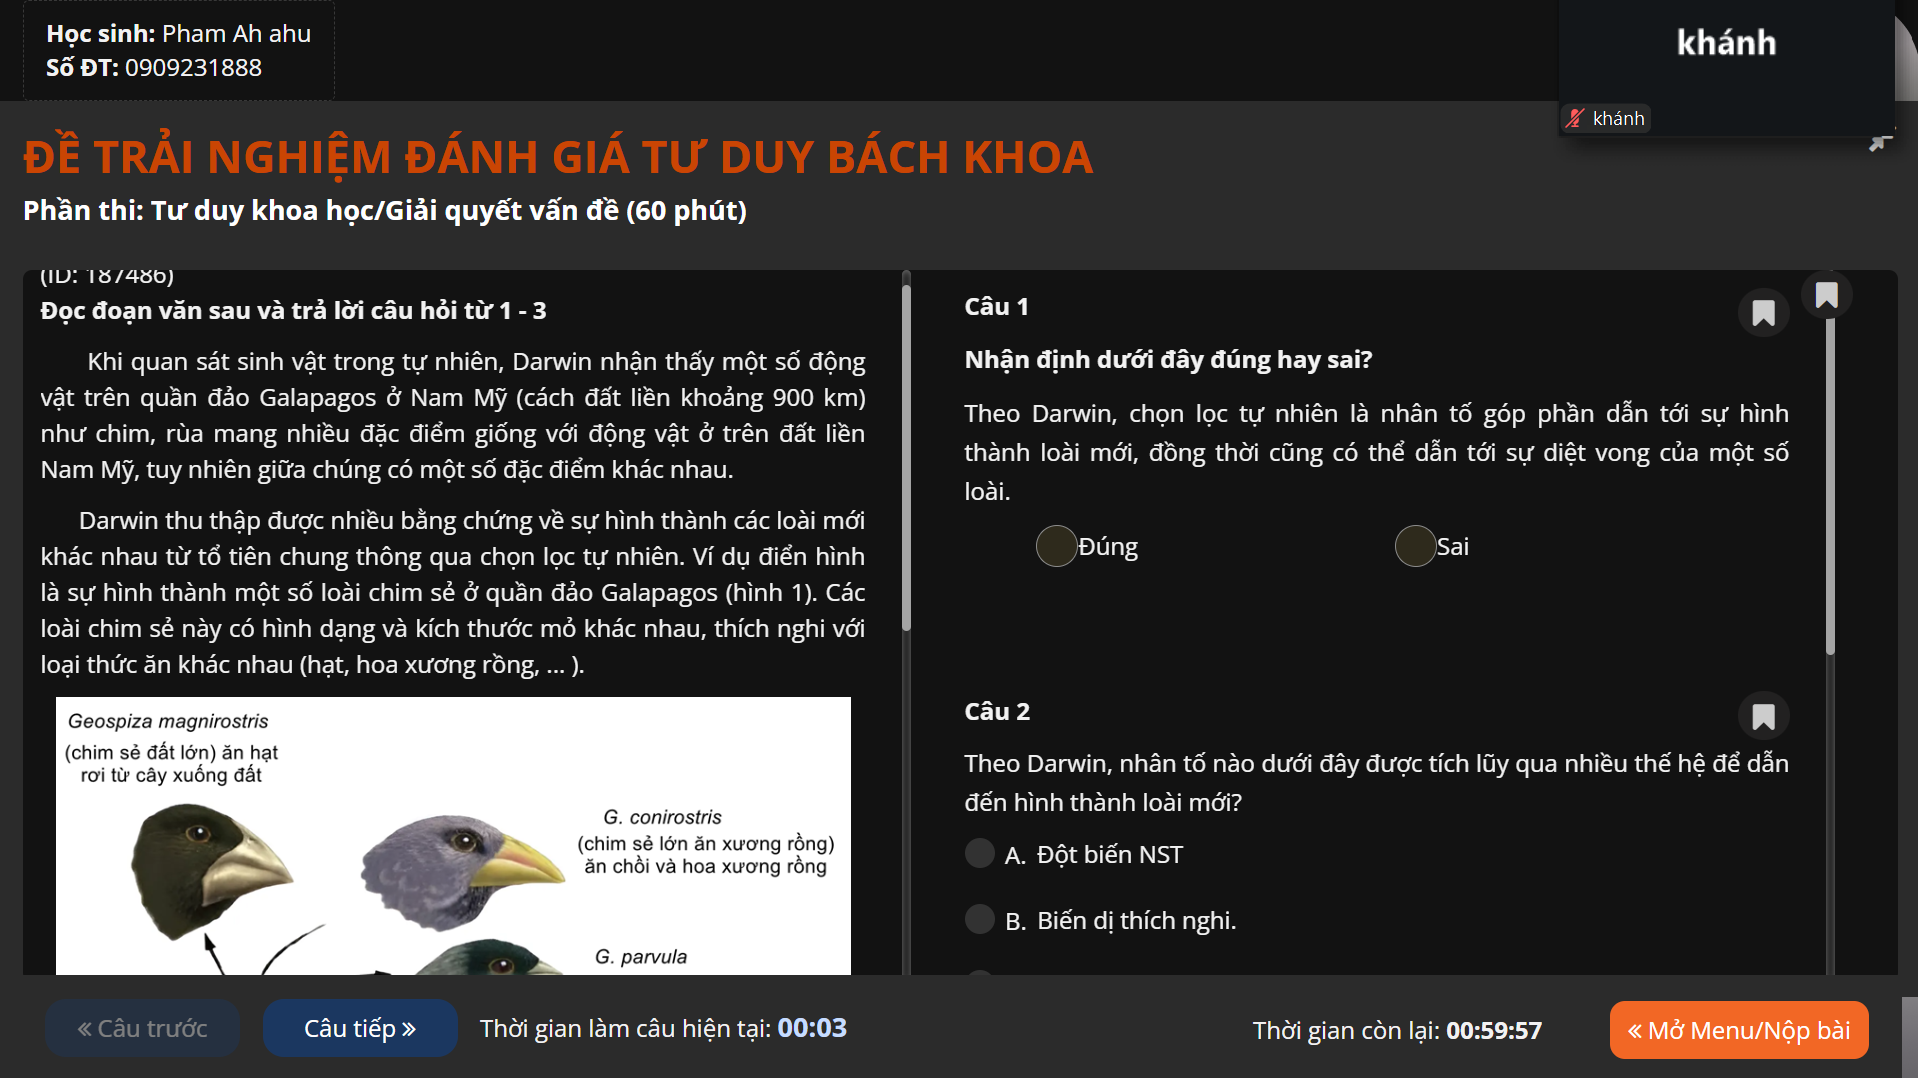 Học sinh: Pham Ah ahu
Số ĐT: 0909231888
khánh
khánh
ĐỀ TRẢI NGHIỆM ĐÁNH GIÁ TƯ DUY BÁCH KHOA
Phần thi: Tư duy khoa học/Giải quyết vấn đề (60 phút)
(ID: 187486)
Đọc đoạn văn sau và trả lời câu hỏi từ 1 - 3
Khi quan sát sinh vật trong tự nhiên, Darwin nhận thấy một số động
vật trên quần đảo Galapagos ở Nam Mỹ (cách đất liền khoảng 900 km)
như chim, rùa mang nhiều đặc điểm giống với động vật ở trên đất liền
Nam Mỹ, tuy nhiên giữa chúng có một số đặc điểm khác nhau.
Darwin thu thập được nhiều bằng chứng về sự hình thành các loài mới
khác nhau từ tổ tiên chung thông qua chọn lọc tự nhiên. Ví dụ điển hình
là sự hình thành một số loài chim sẻ ở quần đảo Galapagos (hình 1). Các
loài chim sẻ này có hình dạng và kích thước mỏ khác nhau, thích nghi với
loại thức ăn khác nhau (hạt, hoa xương rồng, ... ).
Geospiza magnirostris
(chim sẻ đất lớn) ăn hạt
rơi từ cây xuống đất
G. conirostris
(chim sẻ lớn ăn xương rồng)
ăn chồi và hoa xương rồng
G. parvula
Câu 1
Nhận định dưới đây đúng hay sai?
Theo Darwin, chọn lọc tự nhiên là nhân tố góp phần dẫn tới sự hình
thành loài mới, đồng thời cũng có thể dẫn tới sự diệt vong của một số
loài.
Đúng
Sai
Câu 2
Theo Darwin, nhân tố nào dưới đây được tích lũy qua nhiều thế hệ để dẫn
đến hình thành loài mới?
A. Đột biến NST
B. Biến dị thích nghi.
« Câu trước
Câu tiếp »
Thời gian làm câu hiện tại: 00:03
Thời gian còn lại: 00:59:57
« Mở Menu/Nộp bài